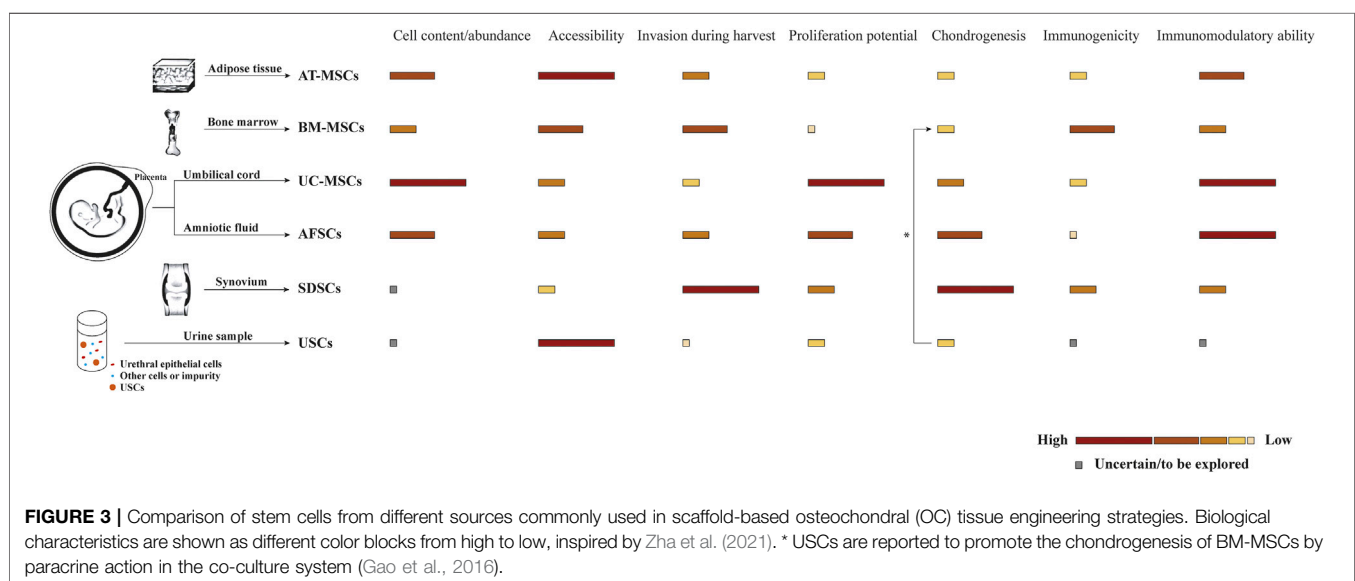 Cell content/abundance Accessibility Invasion during harvest Proliferation potential Chondrogenesis Immunogenicity Immunomodulatory ability
Adipose tissue AT-MSCs
Bone marrow BM-MSCs
Placenta Umbilical cord UC-MSCs
Amniotic fluid AFSCs
*
Synovium SDSCs
Urine sample USCs
Urethral epithelial cells
Other cells or impurity
USCs
High Low
Uncertain/to be explored
FIGURE 3 | Comparison of stem cells from different sources commonly used in scaffold-based osteochondral (OC) tissue engineering strategies. Biological
characteristics are shown as different color blocks from high to low, inspired by Zha et al. (2021). * USCs are reported to promote the chondrogenesis of BM-MSCs by
paracrine action in the co-culture system (Gao et al., 2016).